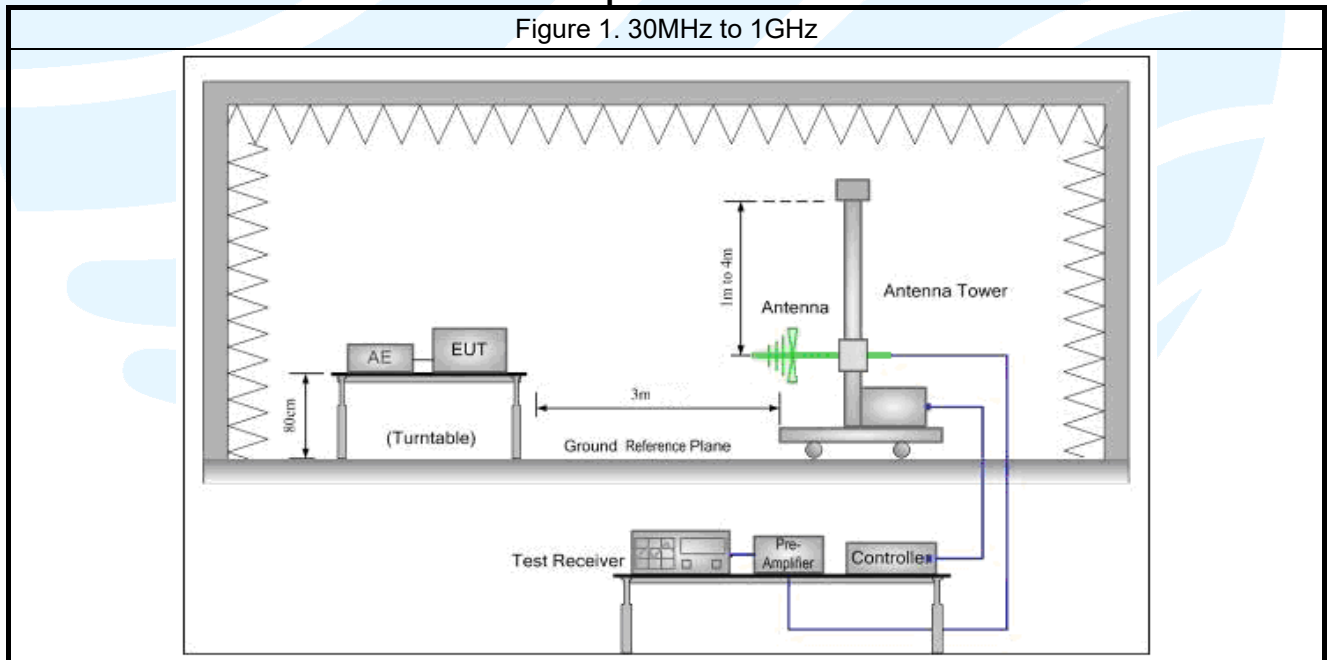 Figure 1. 30MHz to 1GHz
1m to 4m
Antenna
Antenna Tower
AE
EUT
80cm
(Turntable)
3m
Ground Reference Plane
Test Receiver
Pre-
Amplifier
Controller